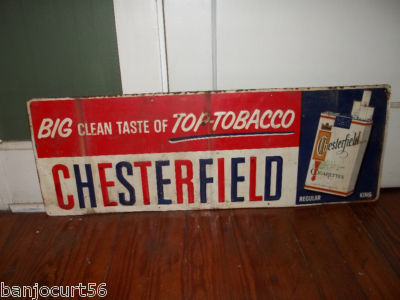 BIG CLEAN TASTE OF TOP-TOBACCO
CHESTERFIELD
Chesterfield
CIGARETTES
REGULAR KING
banjocurt56